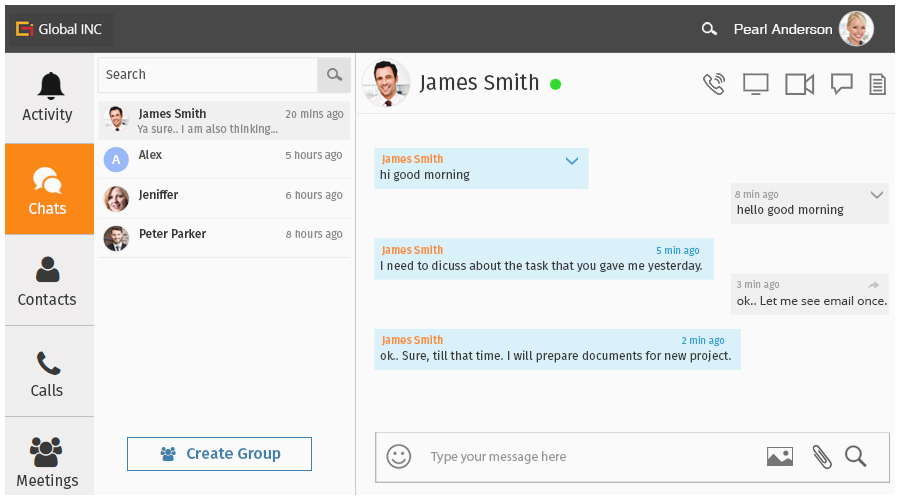 Global INC
Pearl Anderson
Activity
Chats
Contacts
Calls
Meetings
Search
James Smith 20 mins ago
Ya sure.. I am also thinking...
A Alex 5 hours ago
Jeniffer 6 hours ago
Peter Parker 8 hours ago
Create Group
James Smith
James Smith
hi good morning
8 min ago
hello good morning
James Smith 5 min ago
I need to dicuss about the task that you gave me yesterday.
3 min ago
ok.. Let me see email once.
James Smith 2 min ago
ok.. Sure, till that time. I will prepare documents for new project.
Type your message here